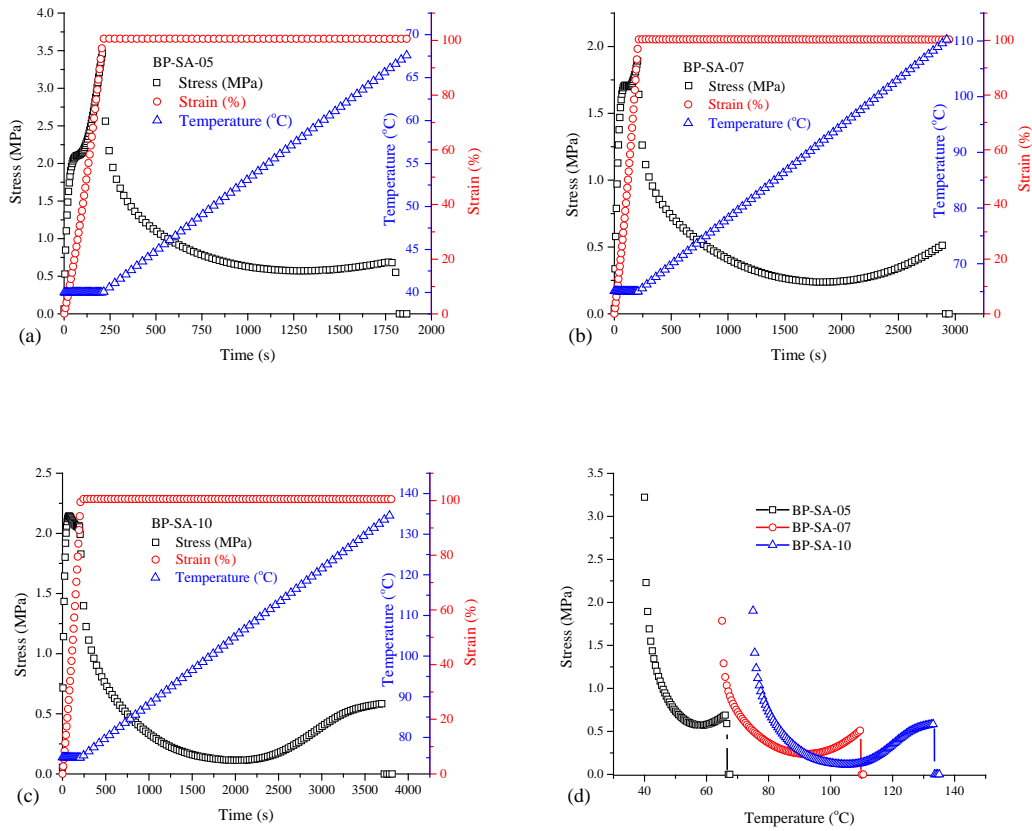 4.0
3.5
3.0
2.5
2.0
1.5
1.0
0.5
0.0
Stress (MPa)
BP-SA-05
Stress (MPa)
Strain (%)
Temperature (°C)
70
65
60
55
50
45
40
Temperature (°C)
100
80
60
40
20
0
Strain (%)
0 250 500 750 1000 1250 1500 1750 2000
Time (s)
(a)
2.0
1.5
1.0
0.5
0.0
Stress (MPa)
BP-SA-07
Stress (MPa)
Strain (%)
Temperature (°C)
110
100
90
80
70
Temperature (°C)
100
80
60
40
20
0
Strain (%)
0 500 1000 1500 2000 2500 3000
Time (s)
(b)
2.5
2.0
1.5
1.0
0.5
0.0
Stress (MPa)
BP-SA-10
Stress (MPa)
Strain (%)
Temperature (°C)
140
130
120
110
100
90
80
Temperature (°C)
100
80
60
40
20
0
Strain (%)
0 500 1000 1500 2000 2500 3000 3500 4000
Time (s)
(c)
3.5
3.0
2.5
2.0
1.5
1.0
0.5
0.0
Stress (MPa)
BP-SA-05
BP-SA-07
BP-SA-10
40 60 80 100 120 140
Temperature (°C)
(d)